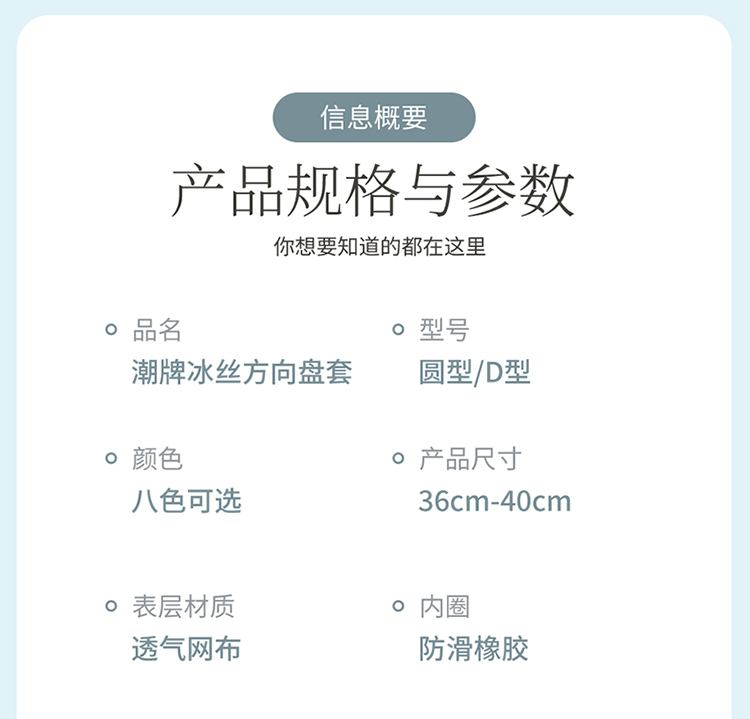 信息概要
产品规格与参数
你想要知道的都在这里
品名
潮牌冰丝方向盘套
型号
圆型/D型
颜色
八色可选
产品尺寸
36cm-40cm
表层材质
透气网布
内圈
防滑橡胶